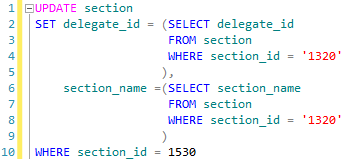 1 UPDATE section
2 SET delegate_id = (SELECT delegate_id
3 FROM section
4 WHERE section_id = '1320'
5 ),
6 section_name =(SELECT section_name
7 FROM section
8 WHERE section_id = '1320'
9 )
10 WHERE section_id = 1530